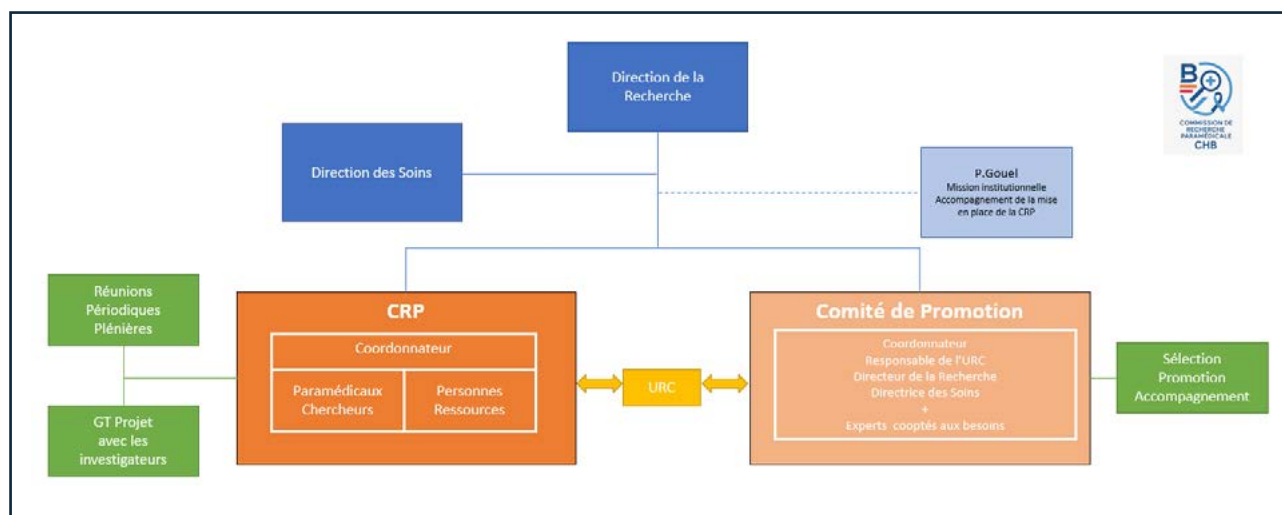 Direction de la
Recherche
B
COMMISSION DE
RECHERCHE
PARAMÉDICALE
CHB
Direction des Soins
P.Gouel
Mission institutionnelle
Accompagnement de la mise
en place de la CRP
Réunions
Périodiques
Plénières
GT Projet
avec les
investigateurs
CRP
Coordonnateur
Paramédicaux
Chercheurs
Personnes
Ressources
URC
Comité de Promotion
Coordonnateur
Responsable de l'URC
Directeur de la Recherche
Directrice des Soins
+
Experts cooptés aux besoins
Sélection
Promotion
Accompagnement